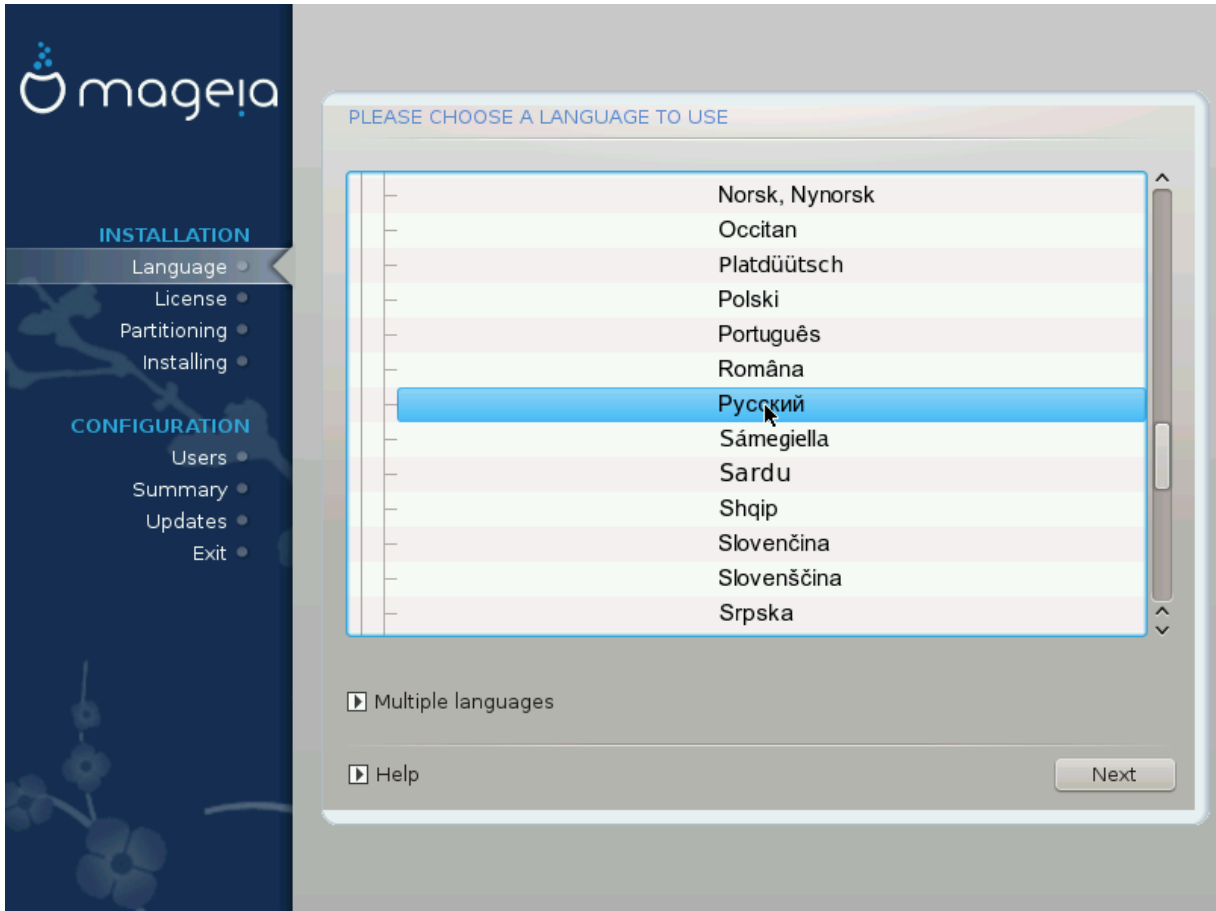 mageia
INSTALLATION
Language
License
Partitioning
Installing
CONFIGURATION
Users
Summary
Updates
Exit
PLEASE CHOOSE A LANGUAGE TO USE
Norsk, Nynorsk
Occitan
Platdüütsch
Polski
Português
Româna
Русский
Sámegiella
Sardu
Shqip
Slovenčina
Slovenščina
Srpska
Multiple languages
Help
Next